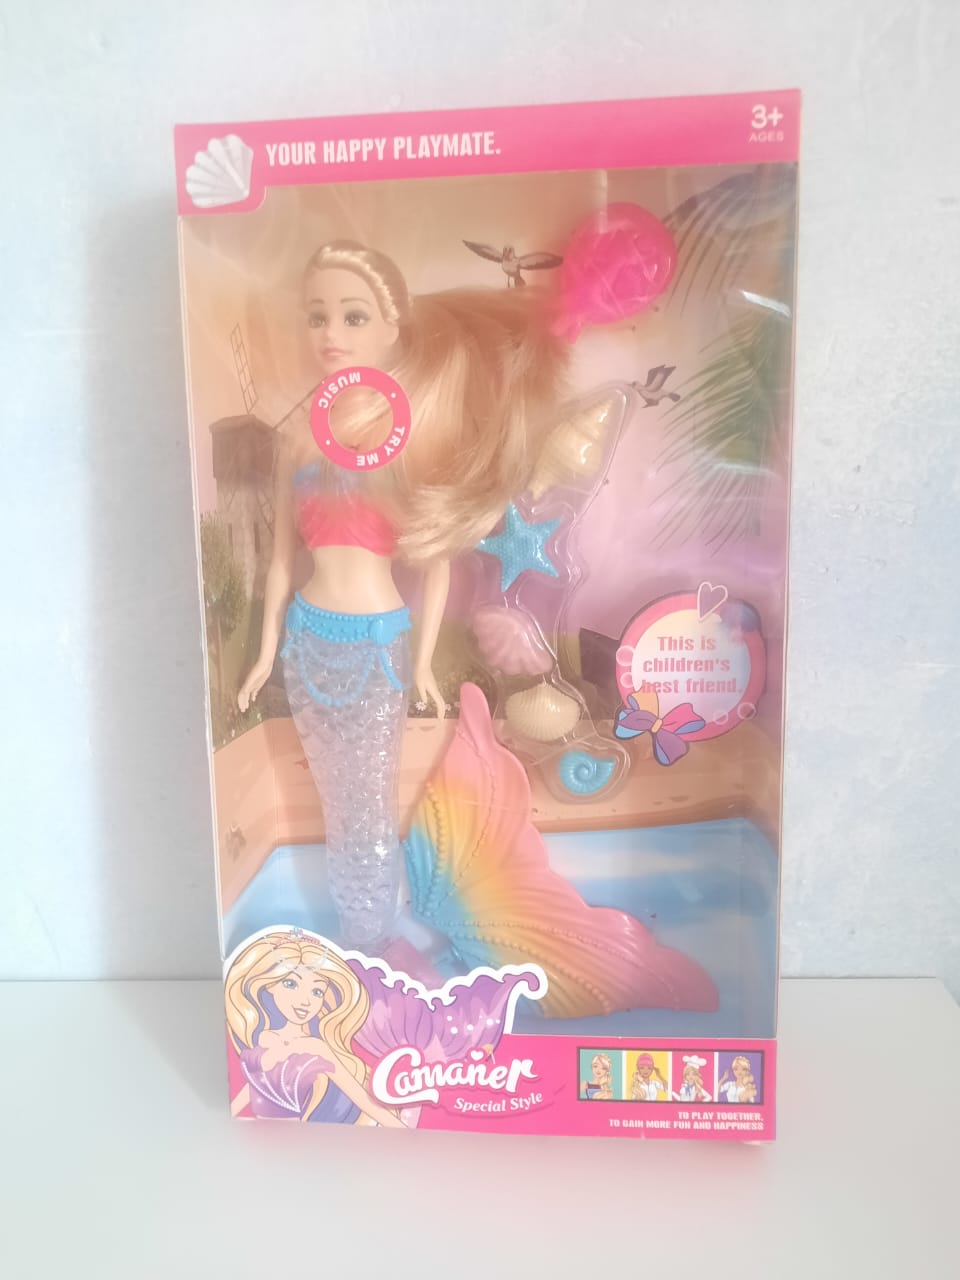 YOUR HAPPY PLAYMATE.
3+
AGES
MUSIC
TRY ME
This is
children's
best friend.
Camaner
Special Style
TO PLAY TOGETHER,
TO GAIN MORE FUN AND HAPPINESS